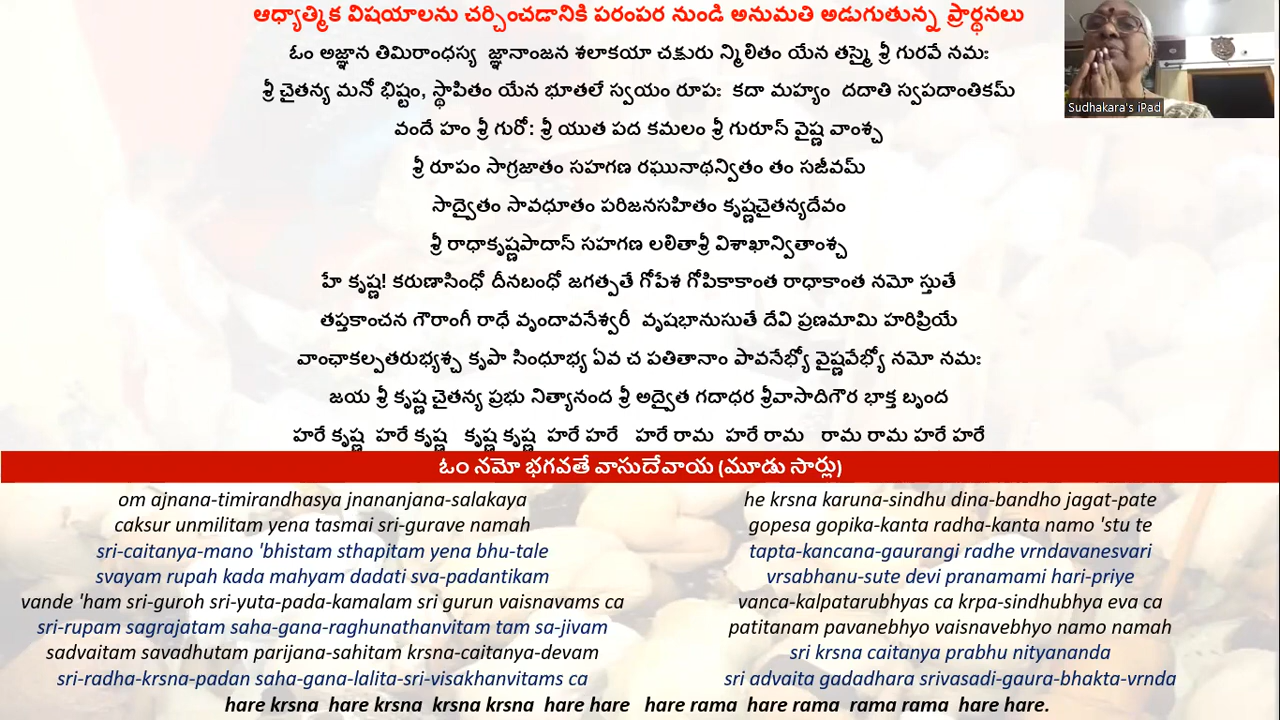 ఆధ్యాత్మిక విషయాలను చర్చించడానికి పరంపర నుండి అనుమతి అడుగుతున్న ప్రార్థనలు
ఓం అజ్ఞాన తిమిరాంధస్య జ్ఞానాంజన శలాకయా చక్షురు న్మిలితం యేన తస్మై శ్రీ గురవే నమః
శ్రీ చైతన్య మనో భిష్టం, స్థాపితం యేన భూతలే స్వయం రూపః కదా మహ్యం దదాతి స్వపదాంతికమ్
వందే హం శ్రీ గురో: శ్రీ యుత పద కమలం శ్రీ గురూస్ వైష్ణ వాంశ్చ
శ్రీ రూపం సాగ్రజాతం సహగణ రఘునాథన్వితం తం సజీవమ్
సాద్వైతం సావధూతం పరిజనసహితం కృష్ణచైతన్యదేవం
శ్రీ రాధాకృష్ణపాదాస్ సహగణ లలితాశ్రీ విశాఖాన్వితాంశ్చ
హే కృష్ణ! కరుణాసింధో దీనబంధో జగత్పతే గోపేశ గోపికాకాంత రాధాకాంత నమో స్తుతే
తప్తకాంచన గౌరాంగీ రాధే వృందావనేశ్వరీ వృషభానుసుతే దేవి ప్రణమామి హరిప్రియే
వాంఛాకల్పతరుభ్యశ్చ కృపా సింధూభ్య ఏవ చ పతితానాం పావనేభ్యో వైష్ణవేభ్యో నమో నమః
జయ శ్రీ కృష్ణ చైతన్య ప్రభు నిత్యానంద శ్రీ అద్వైత గదాధర శ్రీవాసాదిగౌర భాక్త బృంద
హరే కృష్ణ హరే కృష్ణ కృష్ణ కృష్ణ హరే హరే హరే రామ హరే రామ రామ రామ హరే హరే
ఓం నమో భగవతే వాసుదేవాయ (మూడు సార్లు)
om ajnana-timirandhasya jnananjana-salakaya
caksur unmilitam yena tasmai sri-gurave namah
sri-caitanya-mano 'bhistam sthapitam yena bhu-tale
svayam rupah kada mahyam dadati sva-padantikam
vande 'ham sri-guroh sri-yuta-pada-kamalam sri gurun vaisnavams ca
sri-rupam sagrajatam saha-gana-raghunathanvitam tam sa-jivam
sadvaitam savadhutam parijana-sahitam krsna-caitanya-devam
sri-radha-krsna-padan saha-gana-lalita-sri-visakhanvitams ca
he krsna karuna-sindhu dina-bandho jagat-pate
gopesa gopika-kanta radha-kanta namo 'stu te
tapta-kancana-gaurangi radhe vrndavanesvari
vrsabhanu-sute devi pranamami hari-priye
vanca-kalpatarubhyas ca krpa-sindhubhya eva ca
patitanam pavanebhyo vaisnavebhyo namo namah
sri krsna caitanya prabhu nityananda
sri advaita gadadhara srivasadi-gaura-bhakta-vrnda
hare krsna hare krsna krsna krsna hare hare hare rama hare rama rama rama hare hare.
Sudhakara's iPad